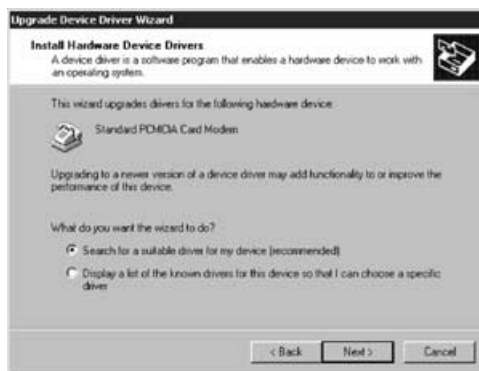 Upgrade Device Driver Wizard
Install Hardware Device Drivers
A device driver is a software program that enables a hardware device to work with
an operating system.
This wizard upgrades drivers for the following hardware device:
Standard PCMCIA Card Modem
Upgrading to a newer version of a device driver may add functionality to or improve the
performance of this device.
What do you want the wizard to do?
Search for a suitable driver for my device (recommended)
Display a list of the known drivers for this device so that I can choose a specific
driver
< Back
Next >
Cancel